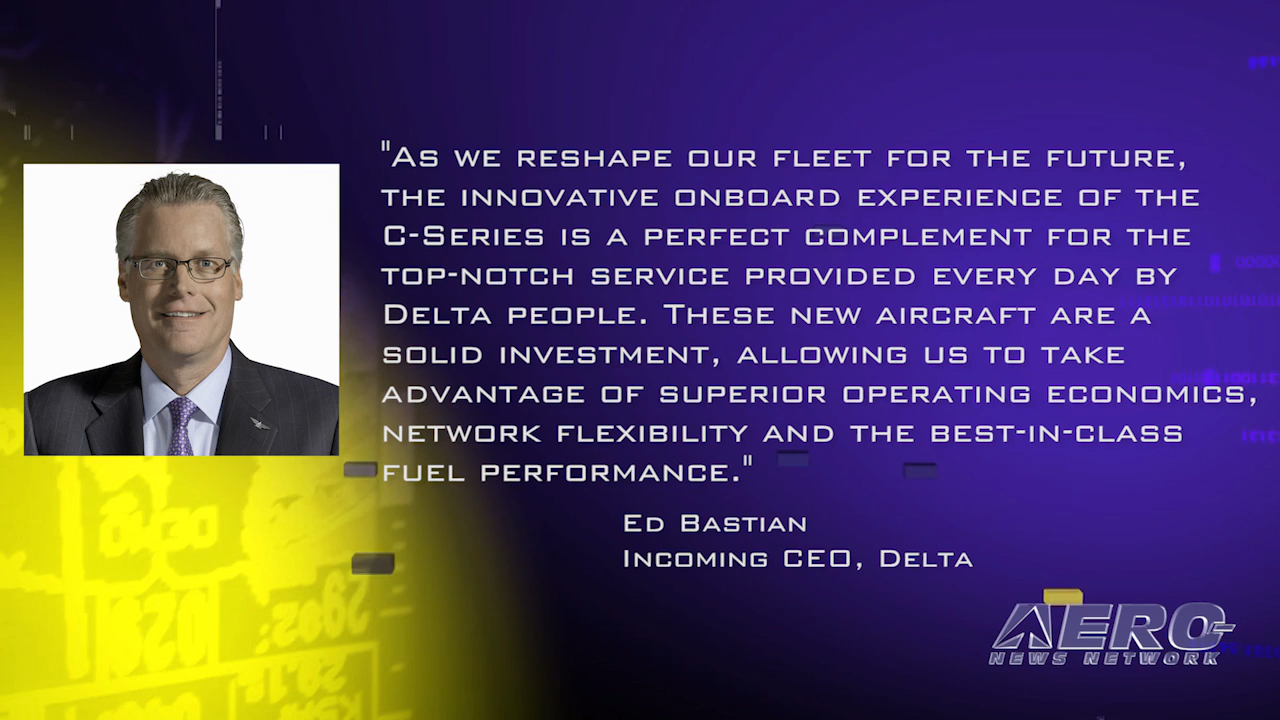 "As we reshape our fleet for the future,
the innovative onboard experience of the
C-Series is a perfect complement for the
top-notch service provided every day by
Delta people. These new aircraft are a
solid investment, allowing us to take
advantage of superior operating economics,
network flexibility and the best-in-class
fuel performance."
Ed Bastian
Incoming CEO, Delta
AERO-
NEWS NETWORK